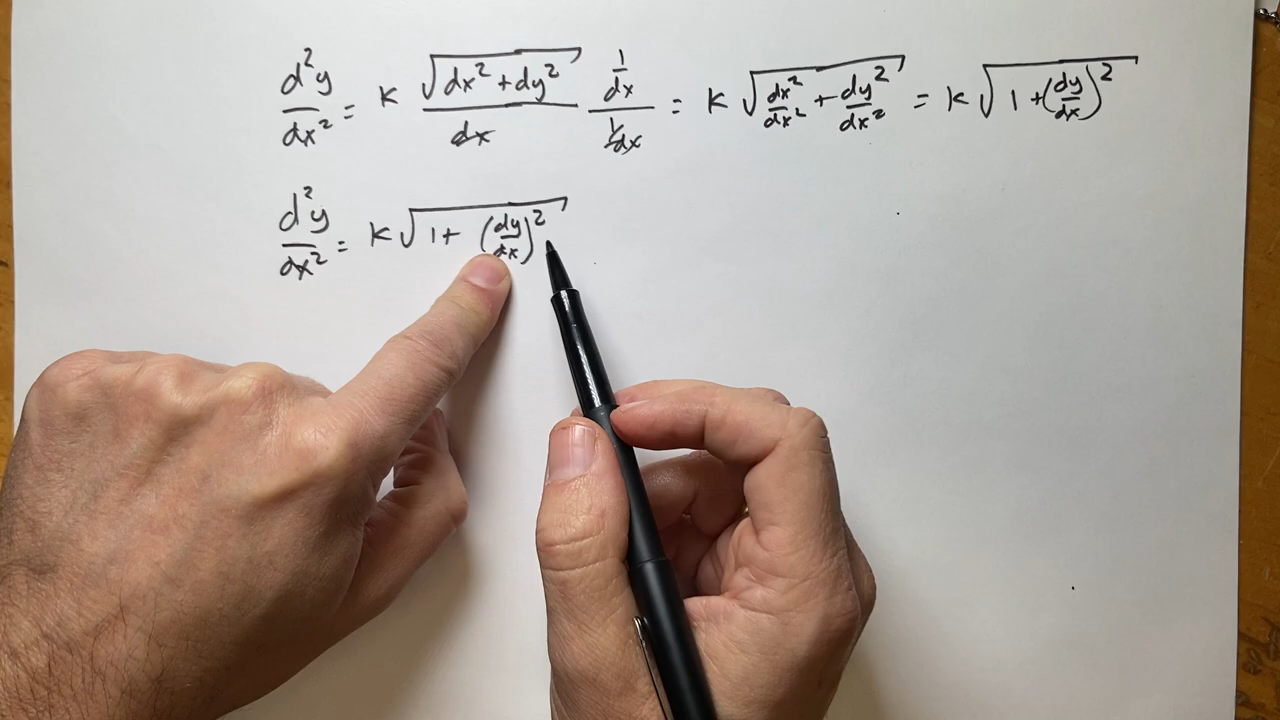 d²y/dx² = k √(dx² + dy²)/dx (1/dx)/(1/dx) = k √(dx²/dx² + dy²/dx²) = k √(1 + (dy/dx)²)
d²y/dx² = k √(1 + (dy/dx)²)